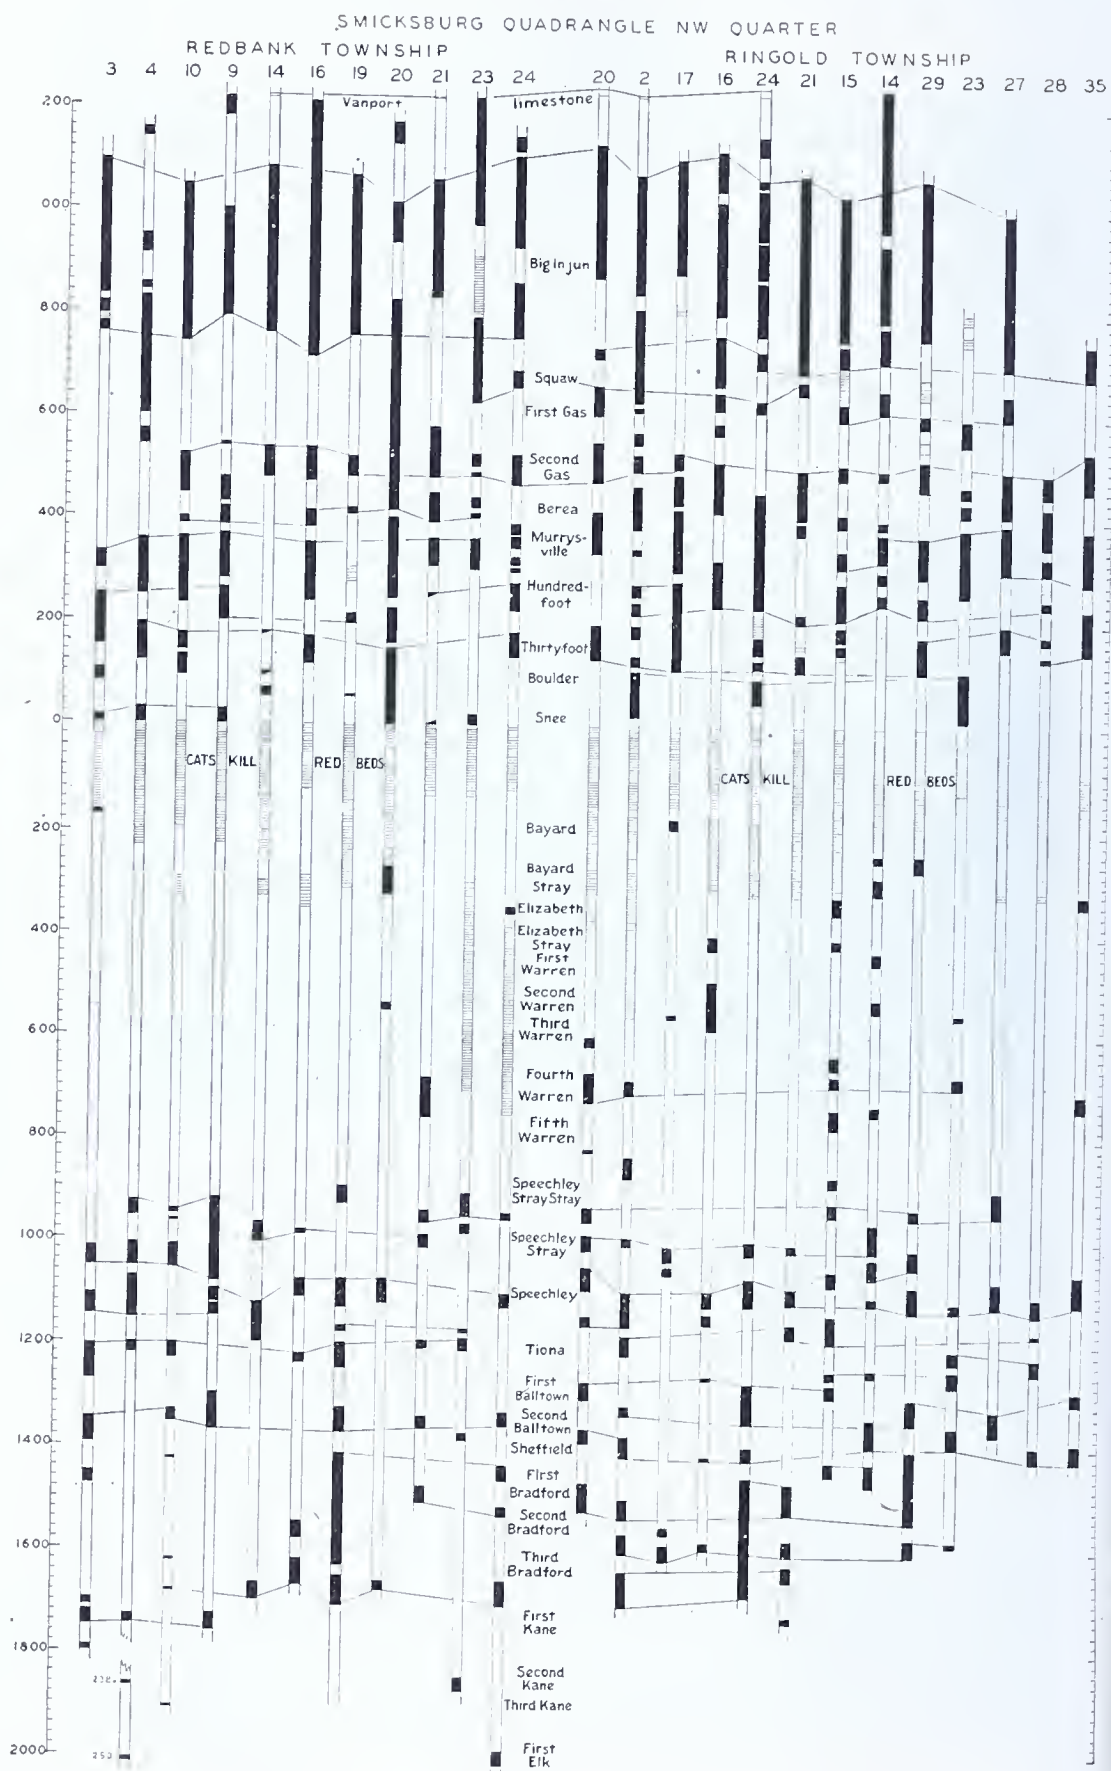 SMICKSBURG QUADRANGLE NW QUARTER
REDBANK TOWNSHIP
RINGOLD TOWNSHIP
3 4 10 9 14 16 19 20 21 23 24 20 2 17 16 24 21 15 14 29 23 27 28 35
Vanport limestone
200
000
Big Injun
800
Squaw
600
First Gas
Second
Gas
Berea
400
Murrys-
ville
Hundred-
foot
200
Thirtyfoot
Boulder
0
Snee
CATS KILL RED BEDS
CATS KILL RED BEDS
200
Bayard
Bayard
Stray
Elizabeth
400
Elizabeth
Stray
First
Warren
Second
Warren
600
Third
Warren
Fourth
Warren
Fifth
800
Warren
Speechley
Stray Stray
1000
Speechley
Stray
Speechley
1200
Tiona
First
Balltown
Second
Balltown
1400
Sheffield
First
Bradford
Second
Bradford
1600
Third
Bradford
First
Kane
1800
Second
Kane
Third Kane
2000
First
Elk